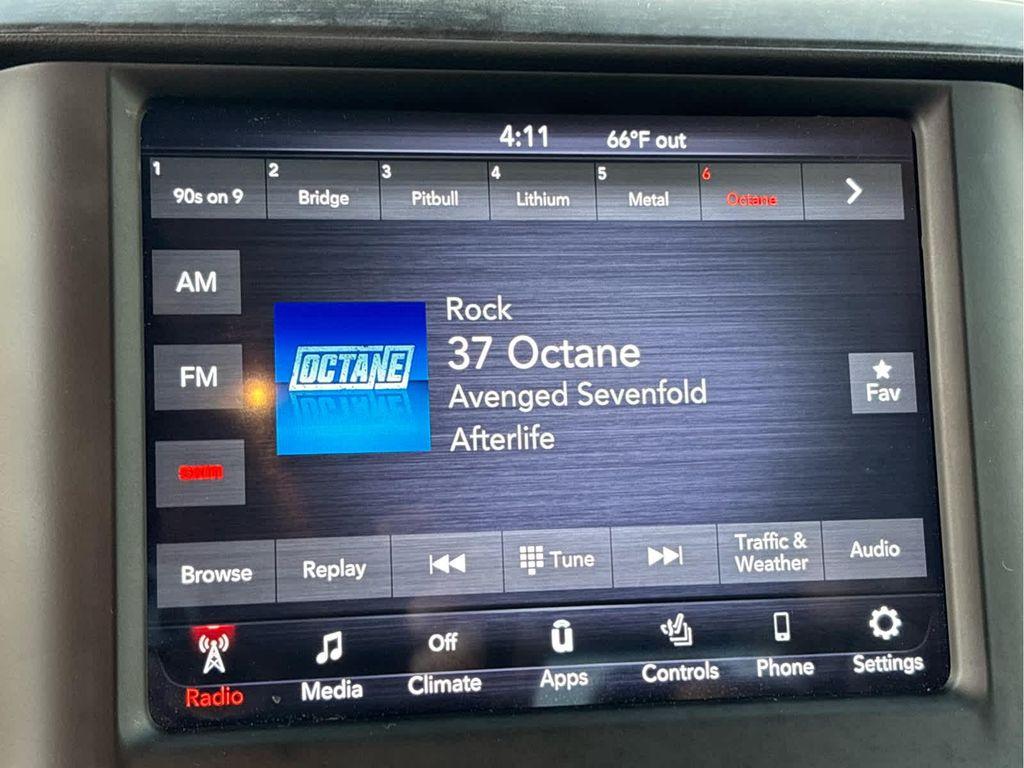 4:11 66°F out
1 90s on 9
2 Bridge
3 Pitbull
4 Lithium
5 Metal
6 Octane
AM
FM
SXM
OCTANE
Rock
37 Octane
Avenged Sevenfold
Afterlife
Fav
Browse
Replay
Tune
Traffic &
Weather
Audio
Radio
Media
Off
Climate
Apps
Controls
Phone
Settings